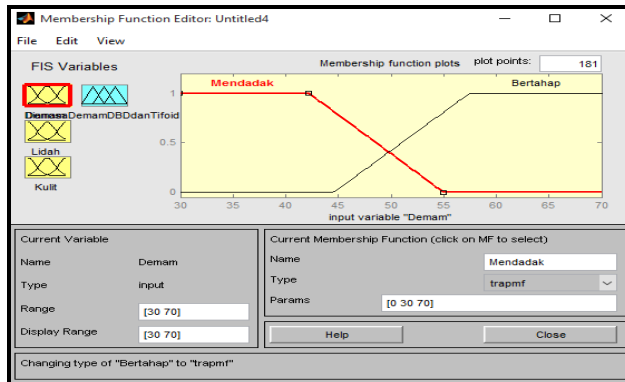 Membership Function Editor: Untitled4
File Edit View
FIS Variables
Membership function plots
plot points: 181
Mendadak
Bertahap
1
0.5
0
DemamDBDdanTifoid
Lidah
Kulit
30 35 40 45 50 55 60 65 70
input variable "Demam"
Current Variable
Name Demam
Type input
Range [30 70]
Display Range [30 70]
Current Membership Function (click on MF to select)
Name Mendadak
Type trapmf
Params [0 30 70]
Help
Close
Changing type of "Bertahap" to "trapmf"